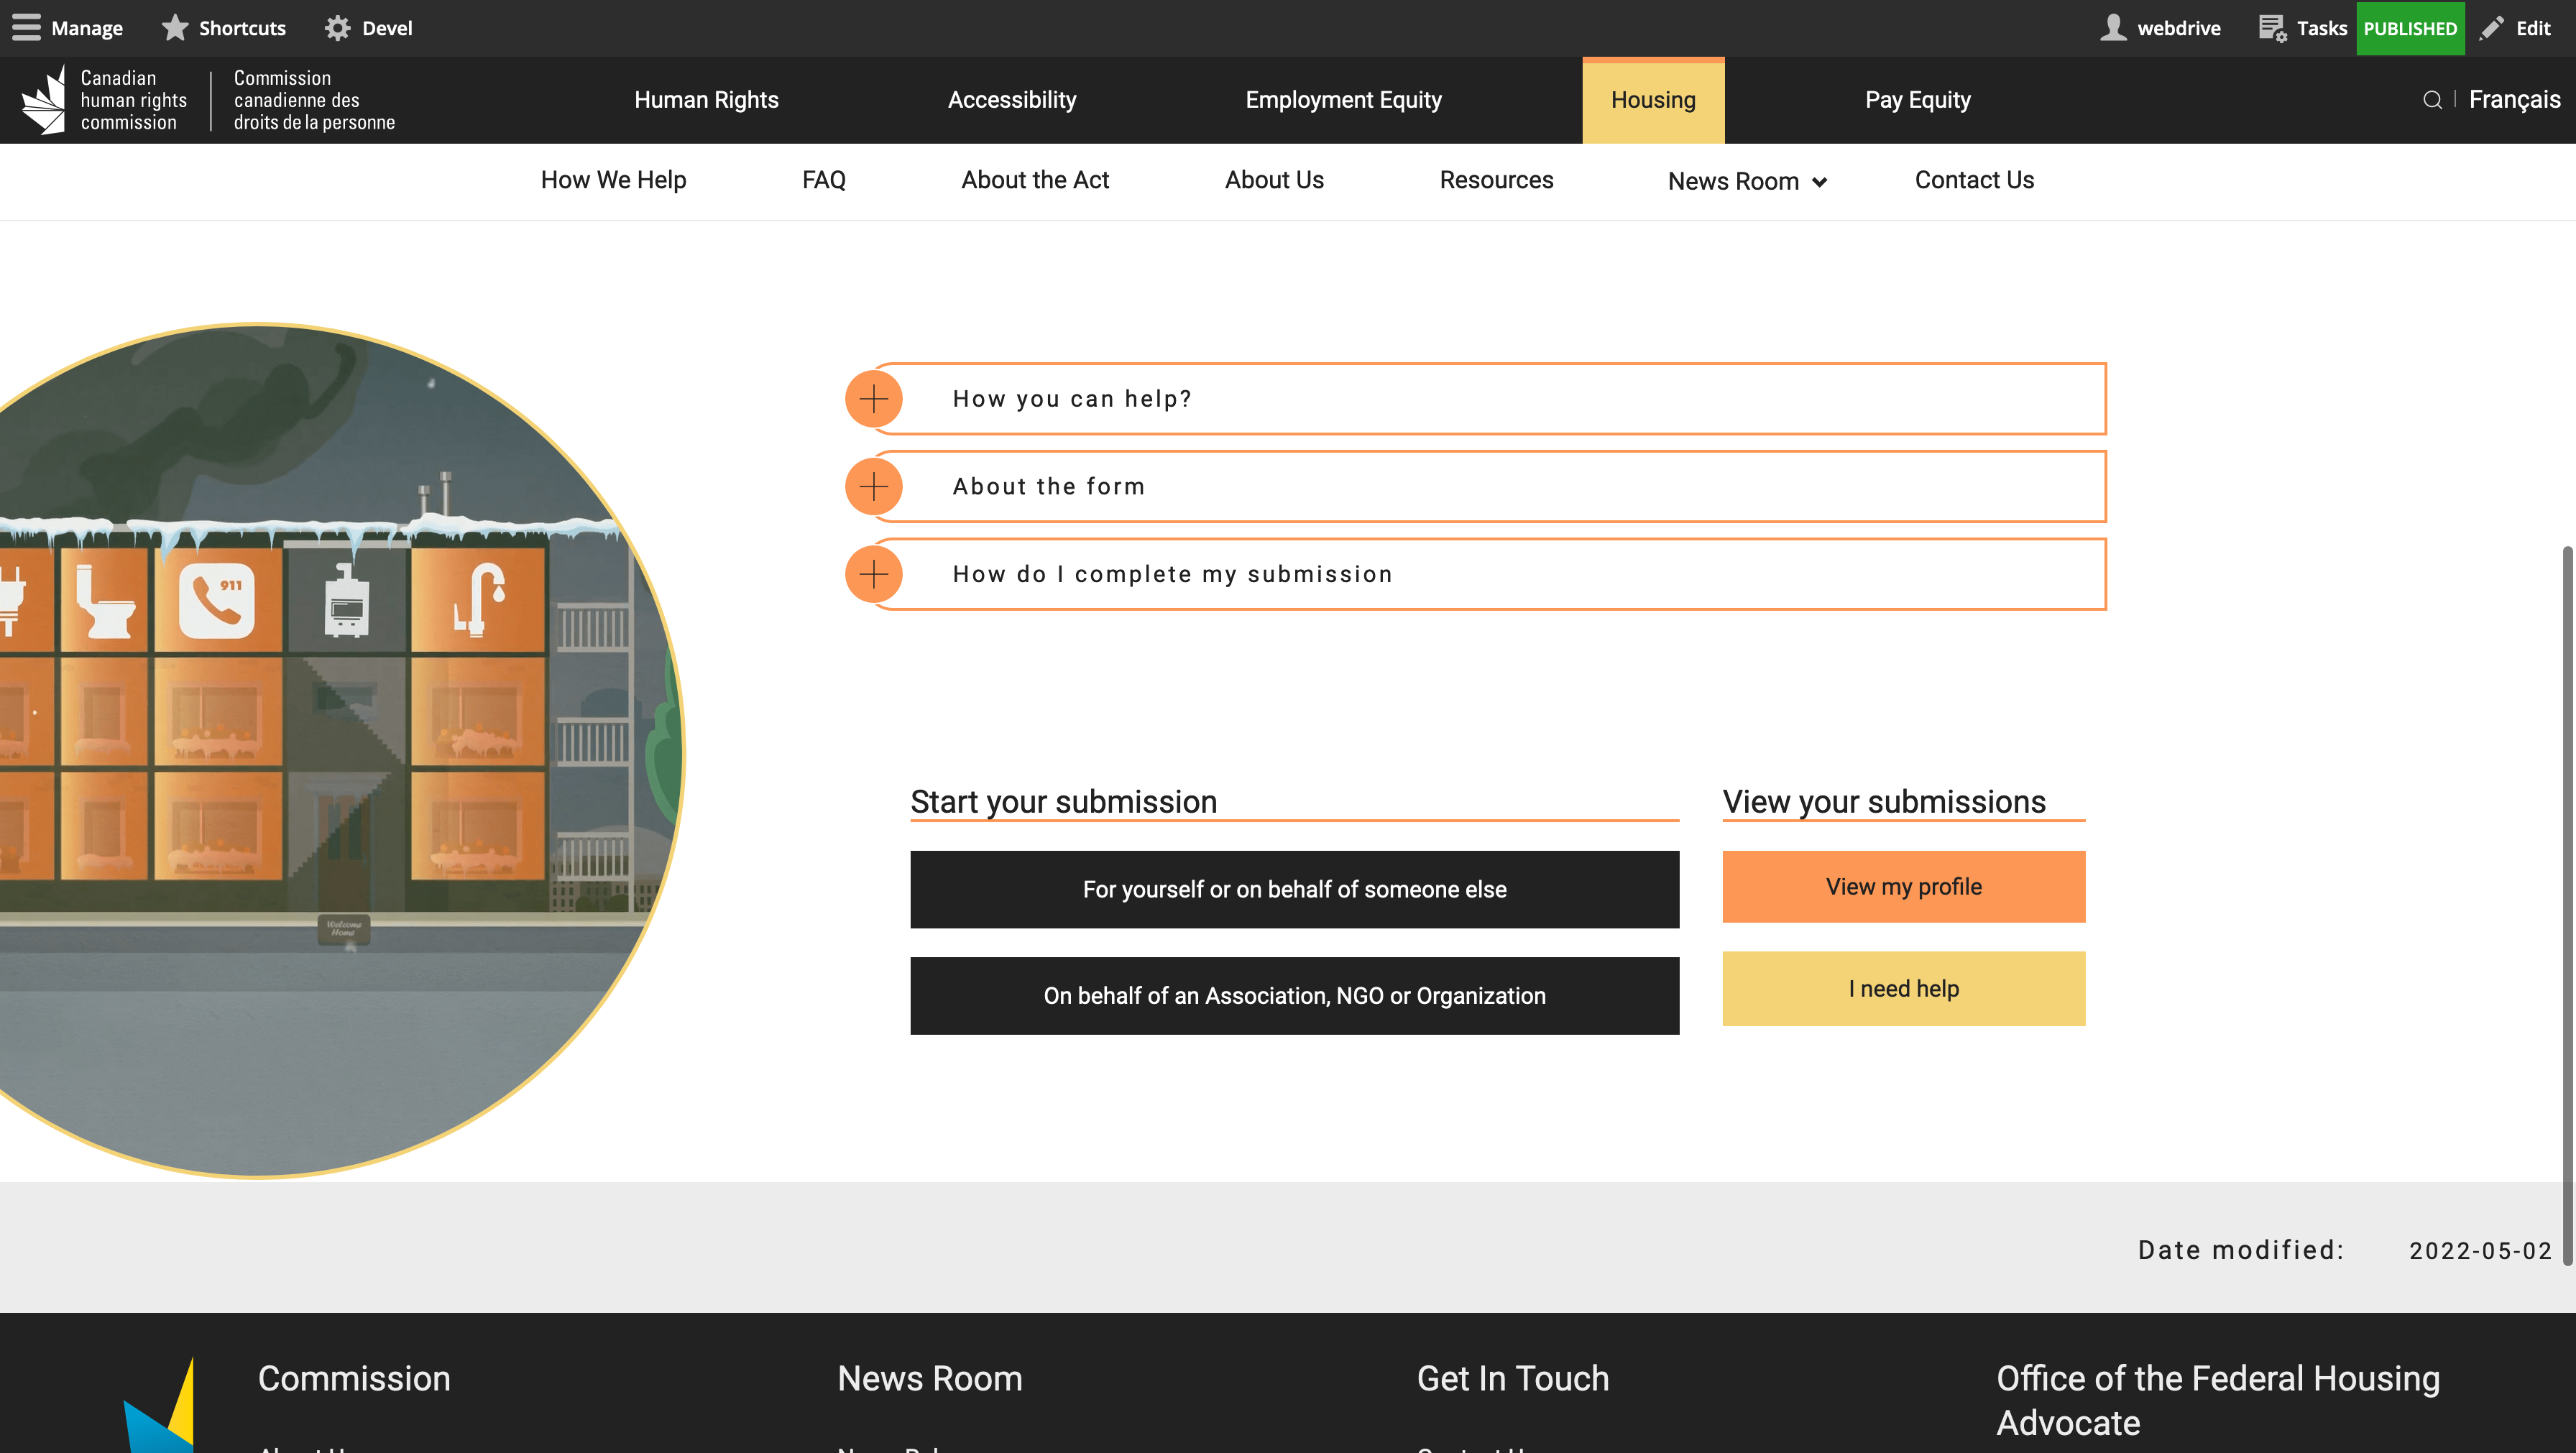 Manage
Shortcuts
Devel
webdrive
Tasks
PUBLISHED
Edit
Canadian
human rights
commission
Commission
canadienne des
droits de la personne
Human Rights
Accessibility
Employment Equity
Housing
Pay Equity
Français
How We Help
FAQ
About the Act
About Us
Resources
News Room
Contact Us
911
Welcome
Home
How you can help?
About the form
How do I complete my submission
Start your submission
For yourself or on behalf of someone else
On behalf of an Association, NGO or Organization
View your submissions
View my profile
I need help
Date modified:
2022-05-02
Commission
News Room
Get In Touch
Office of the Federal Housing
Advocate